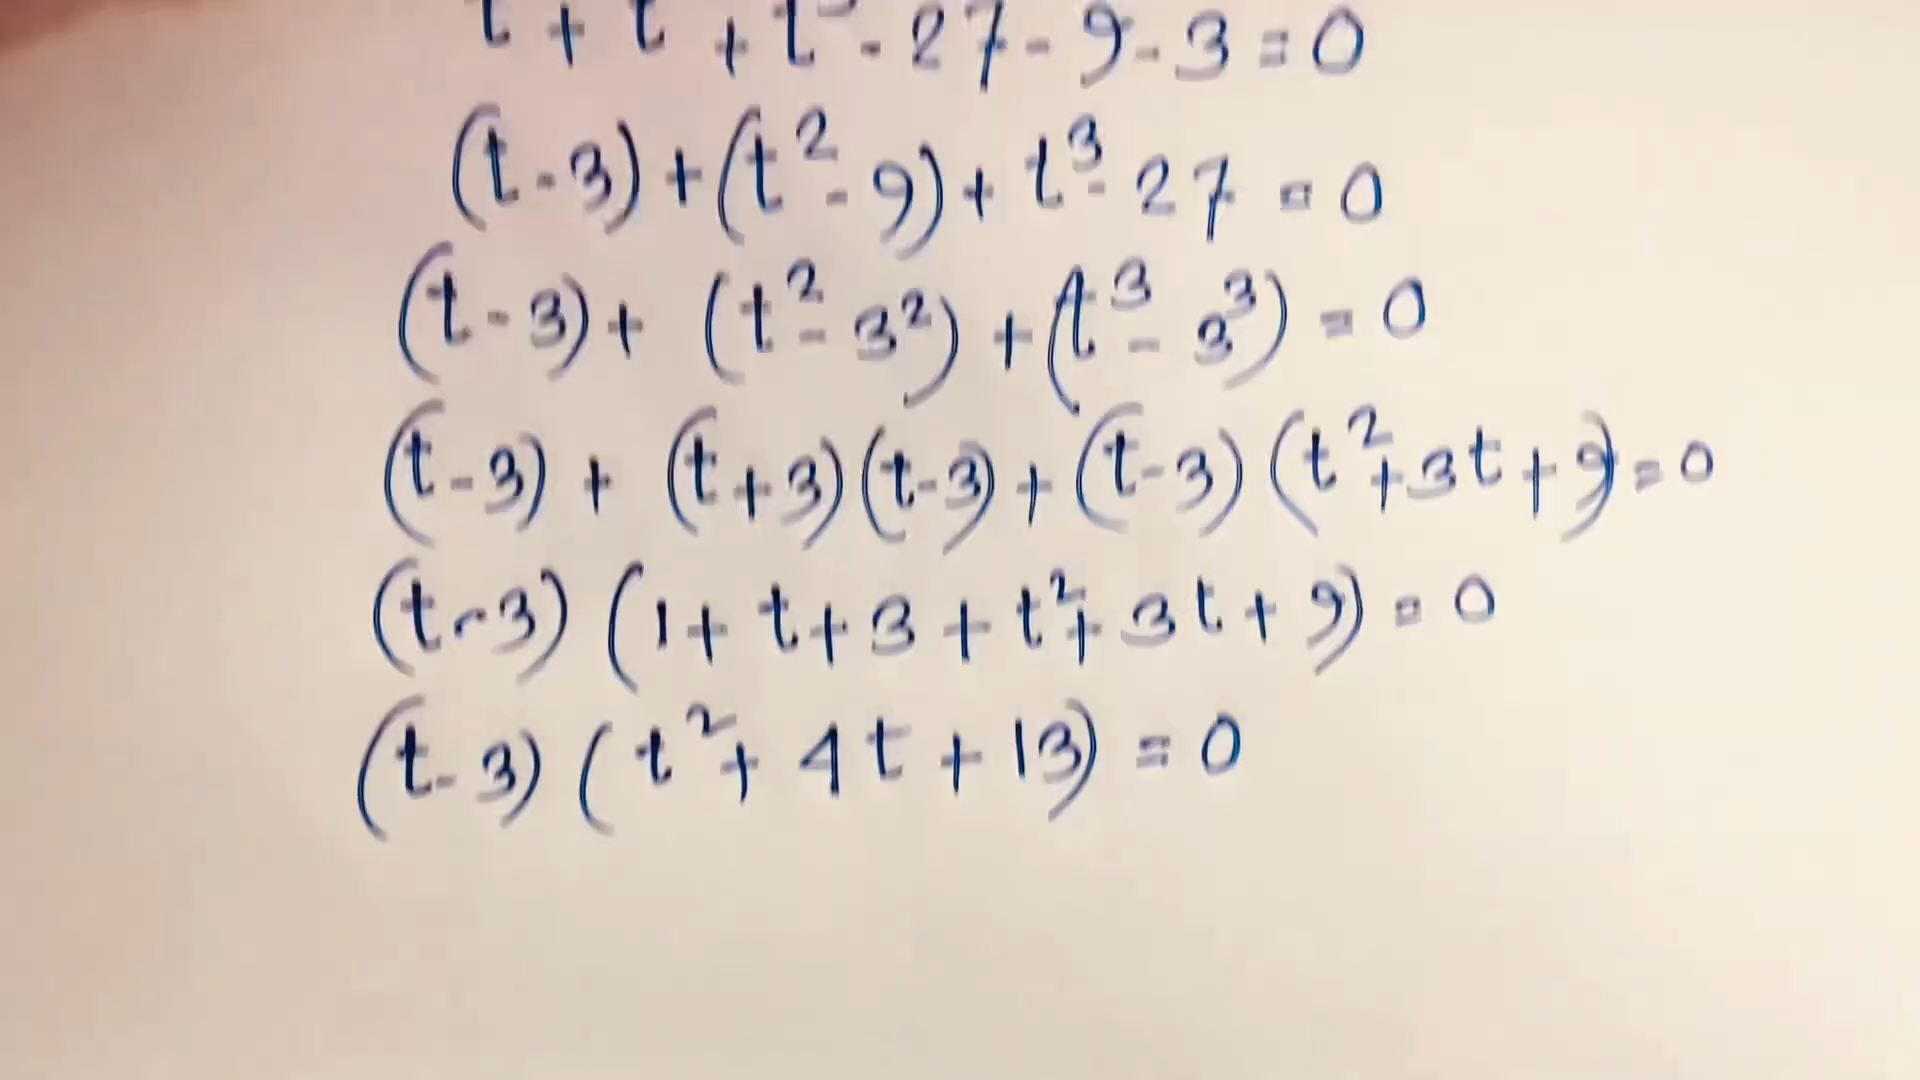 t + t + t - 27 - 9 - 3 = 0
(t - 3) + (t² - 9) + t³ - 27 = 0
(t - 3) + (t² - 3²) + (t³ - 3³) = 0
(t - 3) + (t + 3)(t - 3) + (t - 3)(t² + 3t + 9) = 0
(t - 3)(1 + t + 3 + t² + 3t + 9) = 0
(t - 3)(t² + 4t + 13) = 0